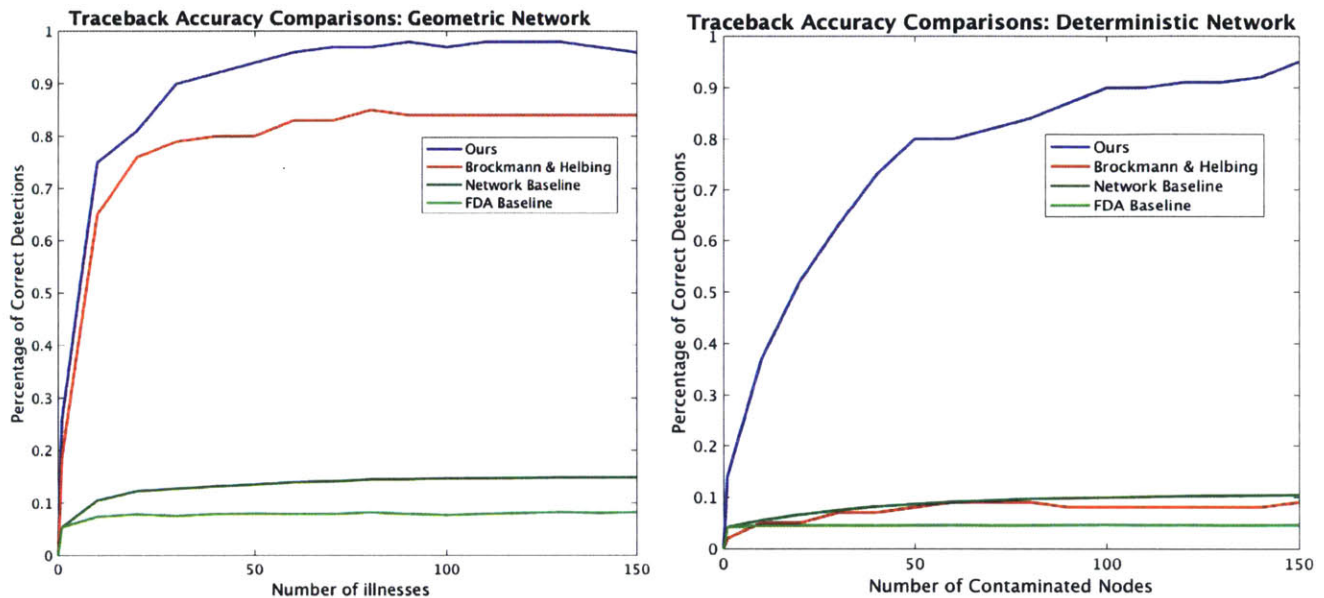 Traceback Accuracy Comparisons: Geometric Network
1
0.9
0.8
0.7
0.6
0.5
0.4
0.3
0.2
0.1
0
Percentage of Correct Detections
Ours
Brockmann & Helbing
Network Baseline
FDA Baseline
0 50 100 150
Number of illnesses
Traceback Accuracy Comparisons: Deterministic Network
1
0.9
0.8
0.7
0.6
0.5
0.4
0.3
0.2
0.1
0
Percentage of Correct Detections
Ours
Brockmann & Helbing
Network Baseline
FDA Baseline
0 50 100 150
Number of Contaminated Nodes